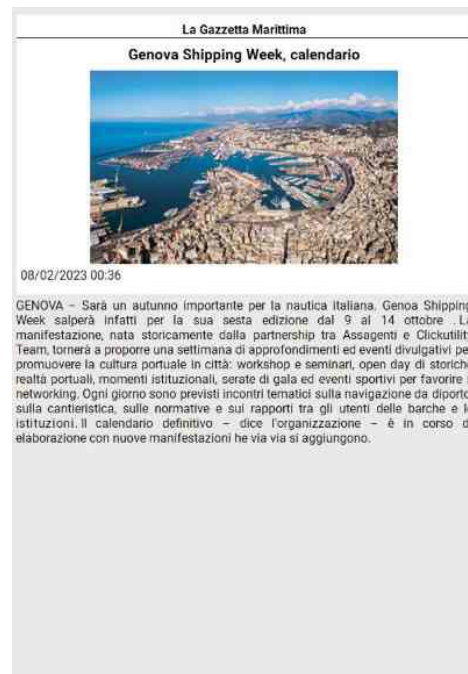 La Gazzetta Marittima
Genova Shipping Week, calendario
08/02/2023 00:36
GENOVA – Sarà un autunno importante per la nautica italiana. Genoa Shipping
Week salperà infatti per la sua sesta edizione dal 9 al 14 ottobre . La
manifestazione, nata storicamente dalla partnership tra Assagenti e Clickutility
Team, tornerà a proporre una settimana di approfondimenti ed eventi divulgativi per
promuovere la cultura portuale in città: workshop e seminari, open day di storiche
realtà portuali, momenti istituzionali, serate di gala ed eventi sportivi per favorire
networking. Ogni giorno sono previsti incontri tematici sulla navigazione da diporto
sulla cantieristica, sulle normative e sui rapporti tra gli utenti delle barche e le
istituzioni. Il calendario definitivo – dice l'organizzazione – è in corso d
elaborazione con nuove manifestazioni he via via si aggiungono.